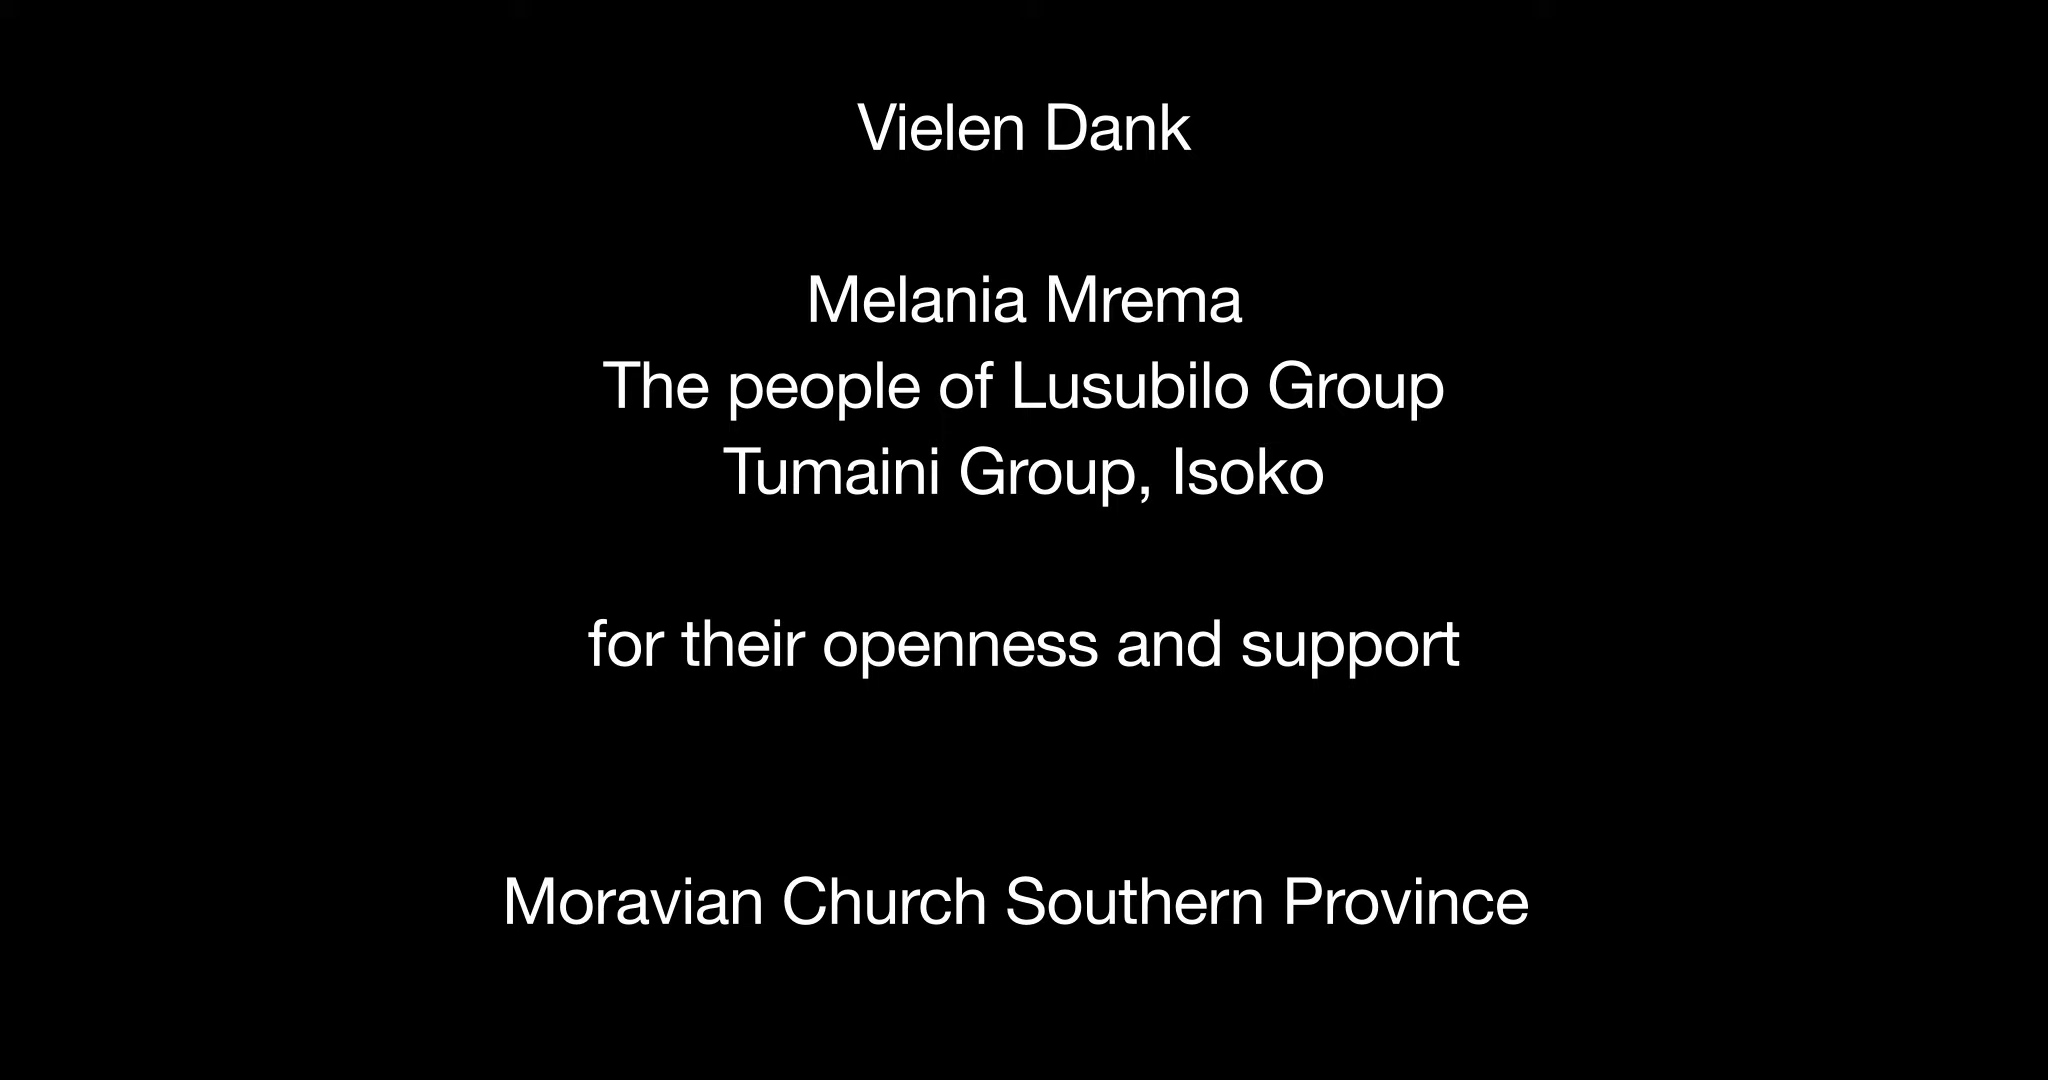 Vielen Dank
Melania Mrema
The people of Lusubilo Group
Tumaini Group, Isoko
for their openness and support
Moravian Church Southern Province